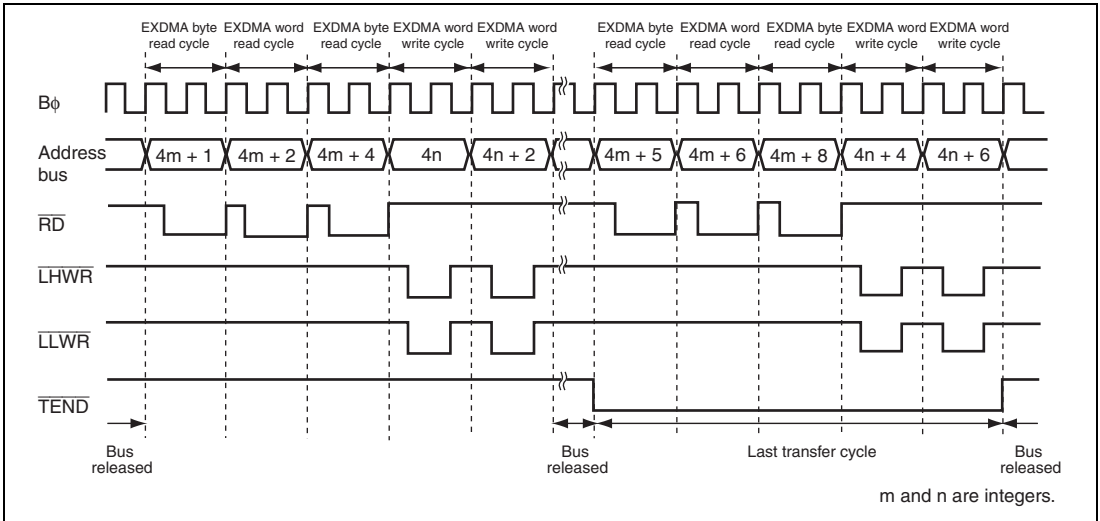 EXDMA byte read cycle
EXDMA word read cycle
EXDMA byte read cycle
EXDMA word write cycle
EXDMA word write cycle
EXDMA byte read cycle
EXDMA word read cycle
EXDMA byte read cycle
EXDMA word write cycle
EXDMA word write cycle
Bφ
Address bus
4m + 1
4m + 2
4m + 4
4n
4n + 2
4m + 5
4m + 6
4m + 8
4n + 4
4n + 6
RD
LHWR
LLWR
TEND
Bus released
Bus released
Last transfer cycle
Bus released
m and n are integers.